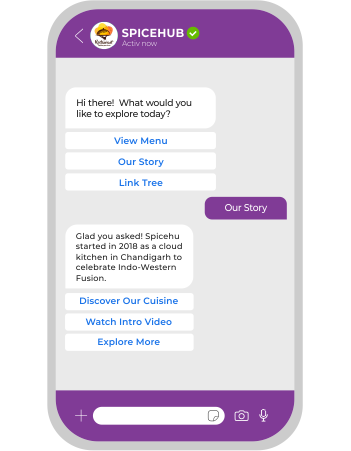 SPICEHUB
Activ now
Hi there!  What would you
like to explore today?
View Menu
Our Story
Link Tree
Our Story
Glad you asked! Spicehu
started in 2018 as a cloud
kitchen in Chandigarh to
celebrate Indo-Western
Fusion.
Discover Our Cuisine
Watch Intro Video
Explore More